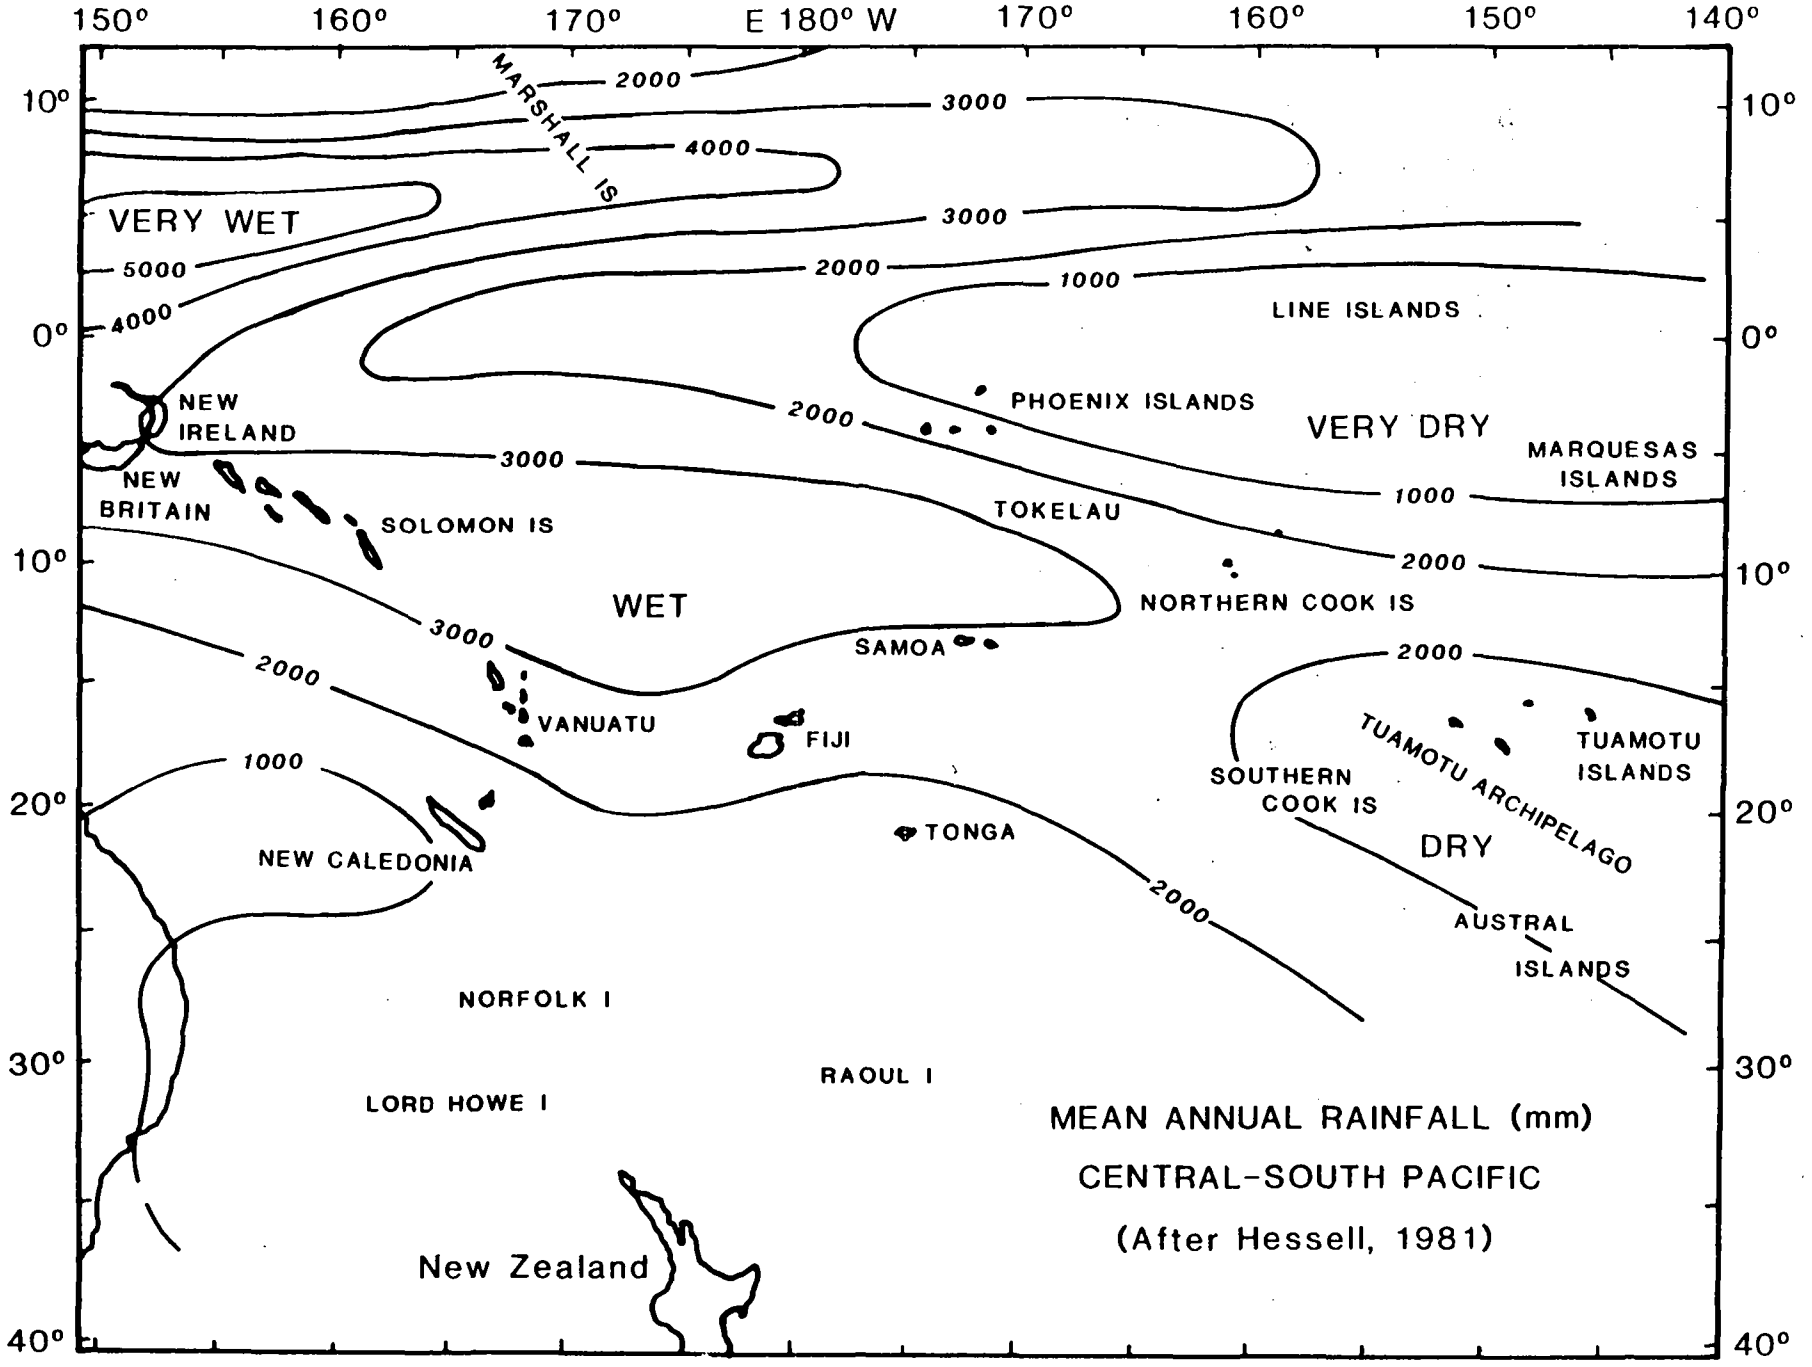 150° 160° 170° E 180° W 170° 160° 150° 140°
MARSHALL IS
2000
10° 3000 10°
4000
VERY WET
3000
5000 2000 1000
4000 LINE ISLANDS
0° 0°
NEW
IRELAND
PHOENIX ISLANDS
2000
VERY DRY
MARQUESAS
ISLANDS
3000
NEW
BRITAIN
1000
TOKELAU
SOLOMON IS
10° 2000 10°
WET
NORTHERN COOK IS
3000
SAMOA
2000
2000
VANUATU
FIJI
TUAMOTU
ISLANDS
TUAMOTU ARCHIPELAGO
1000
SOUTHERN
COOK IS
20° 20°
TONGA
DRY
NEW CALEDONIA
2000
AUSTRAL
ISLANDS
NORFOLK I
30° 30°
RAOUL I
LORD HOWE I
MEAN ANNUAL RAINFALL (mm)
CENTRAL-SOUTH PACIFIC
(After Hessell, 1981)
New Zealand
40° 40°